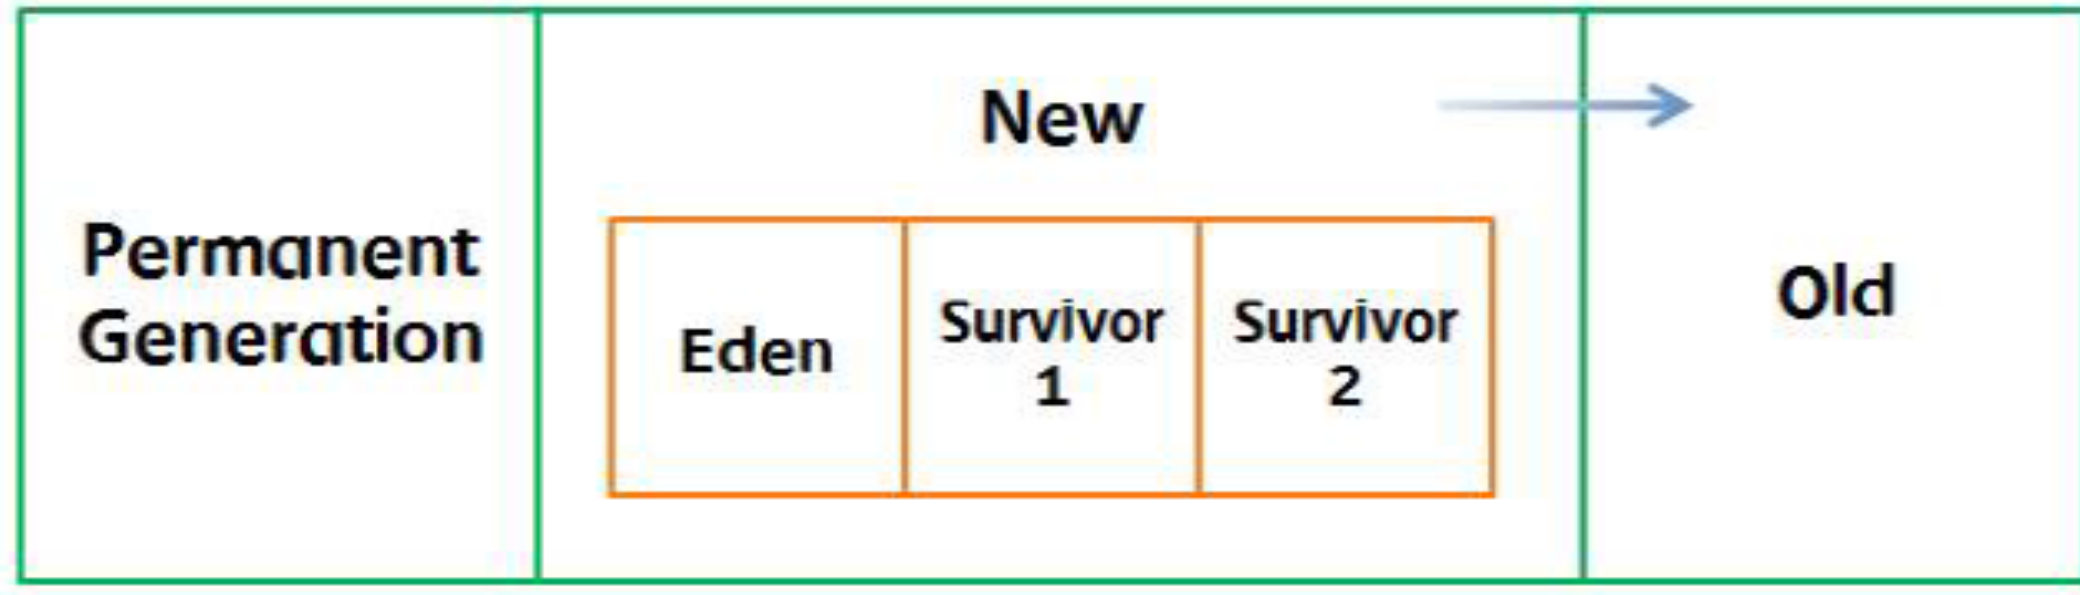 Permanent
Generation
New
Eden
Survivor
1
Survivor
2
Old